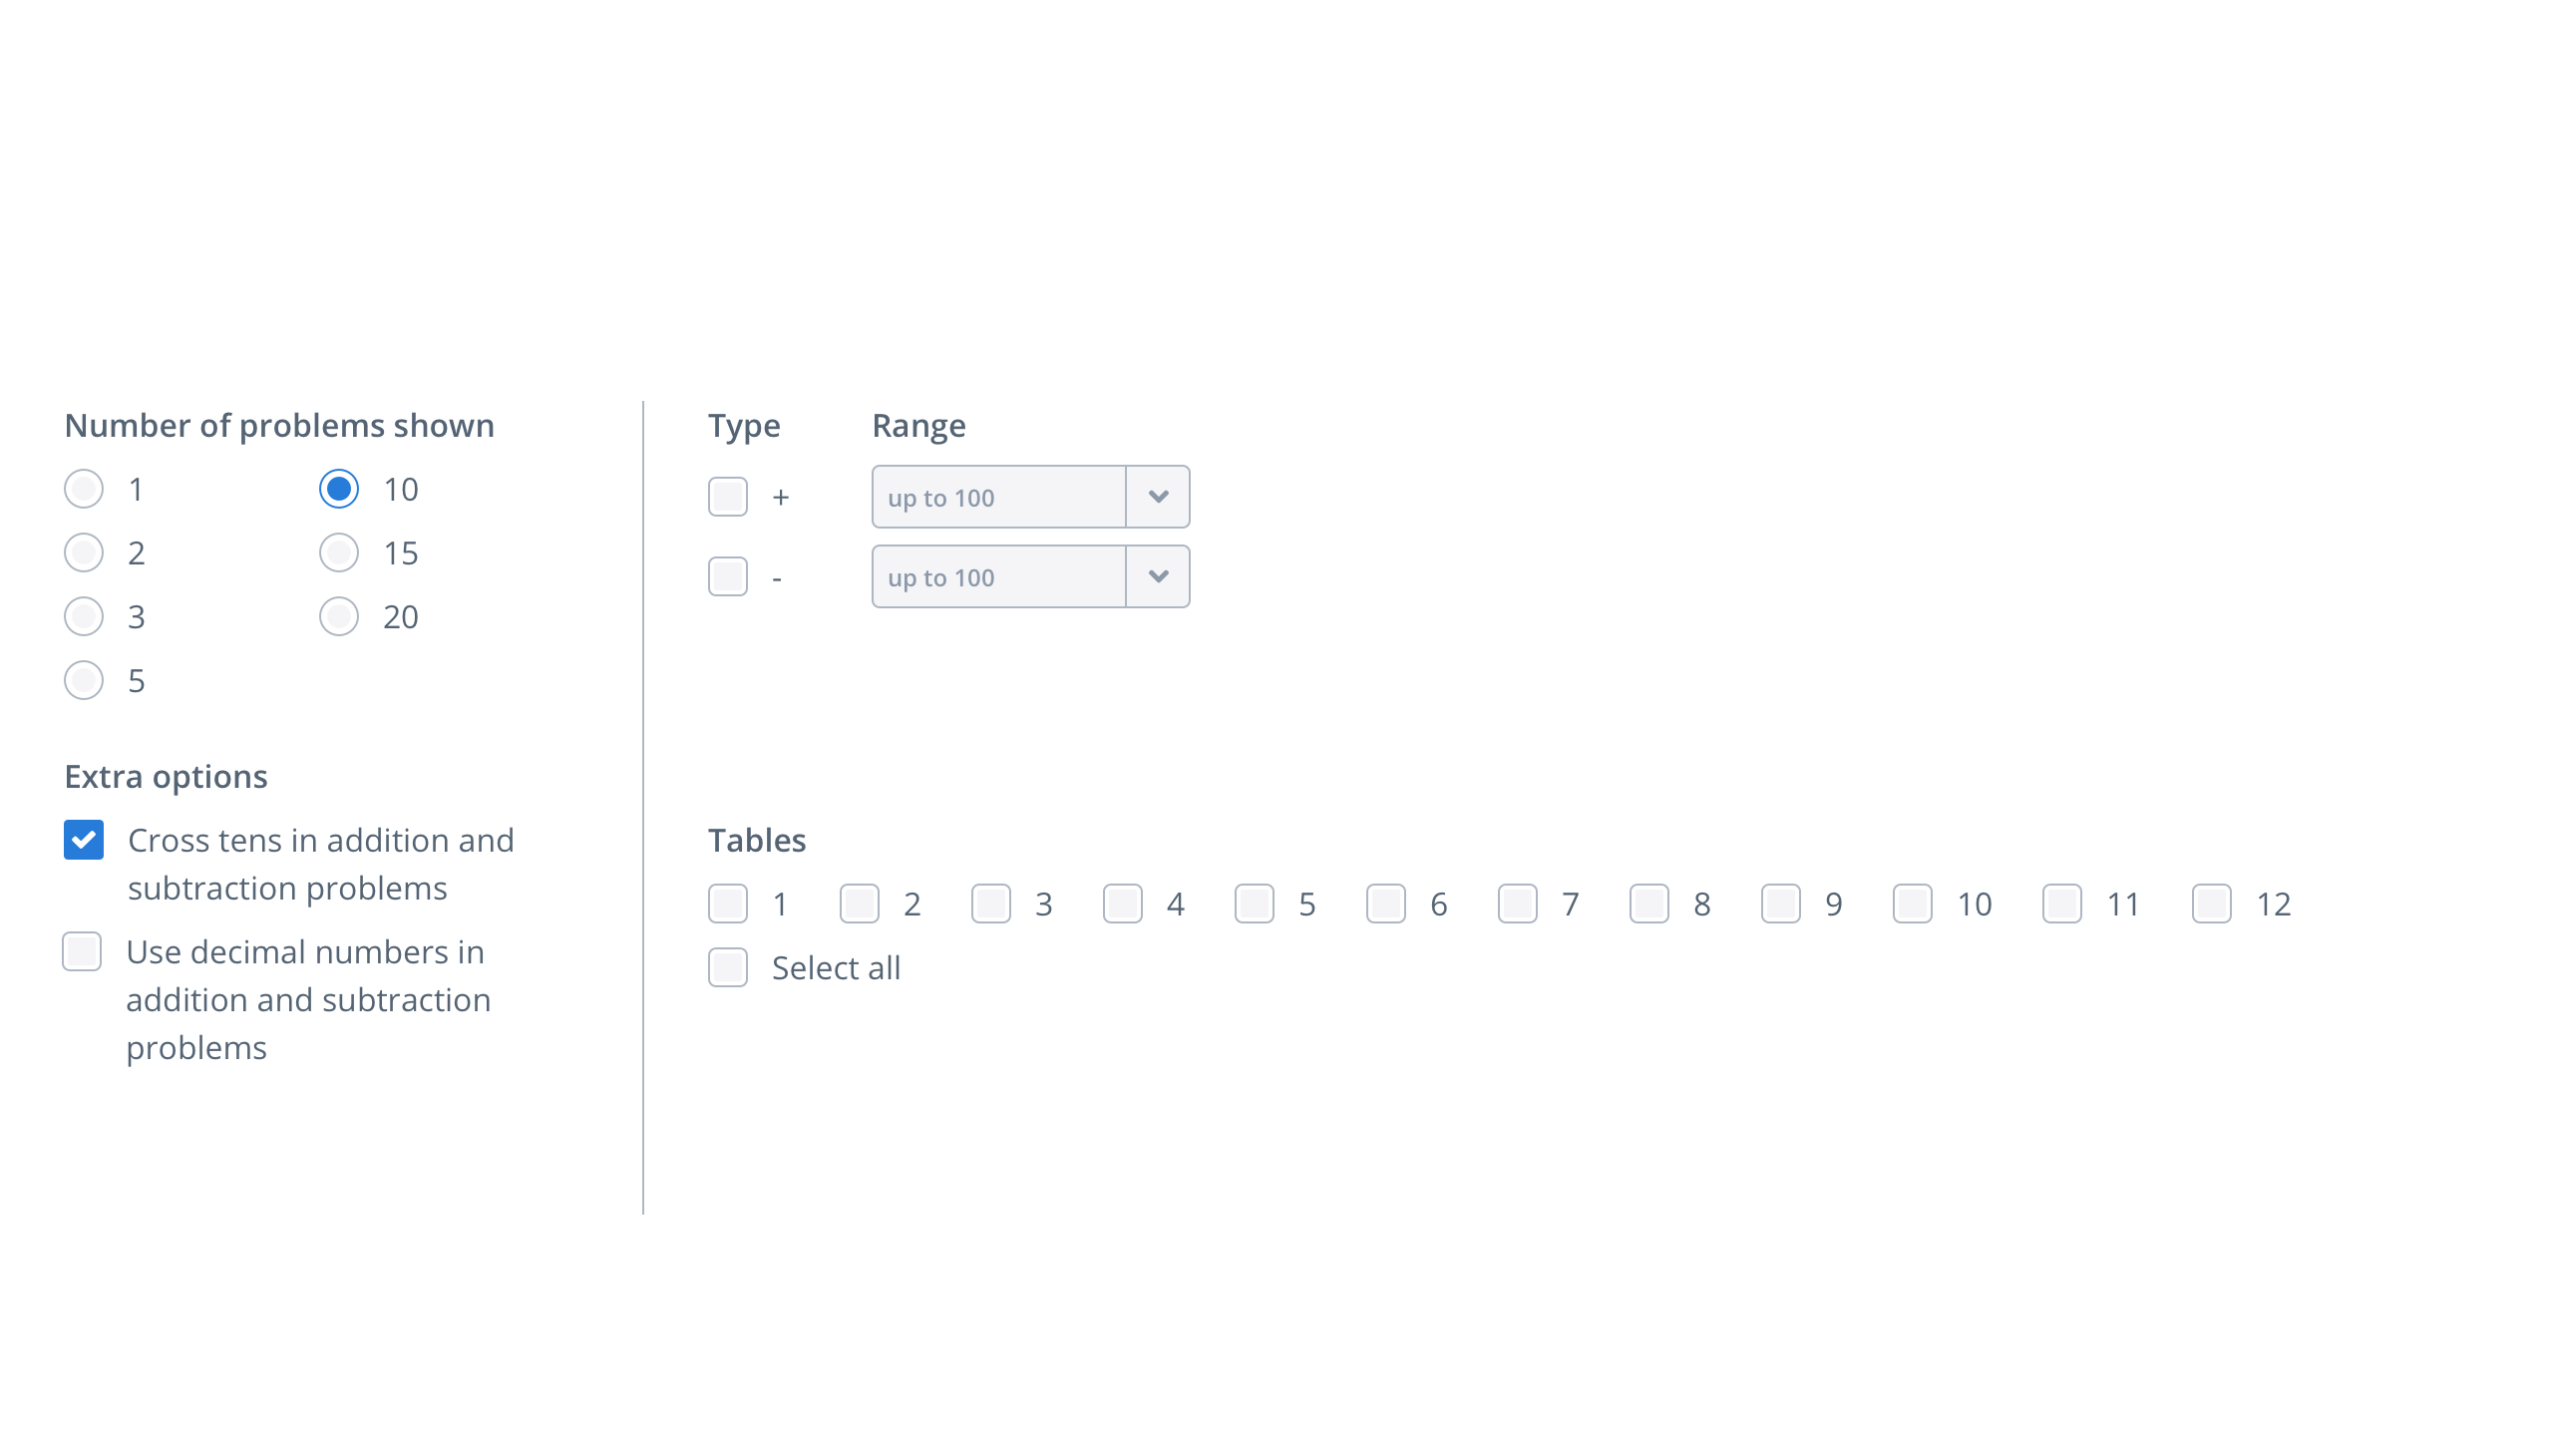 Number of problems shown
1
10
2
15
3
20
5
Extra options
Cross tens in addition and
subtraction problems
Use decimal numbers in
addition and subtraction
problems
Type Range
+ up to 100
- up to 100
Tables
1 2 3 4 5 6 7 8 9 10 11 12
Select all